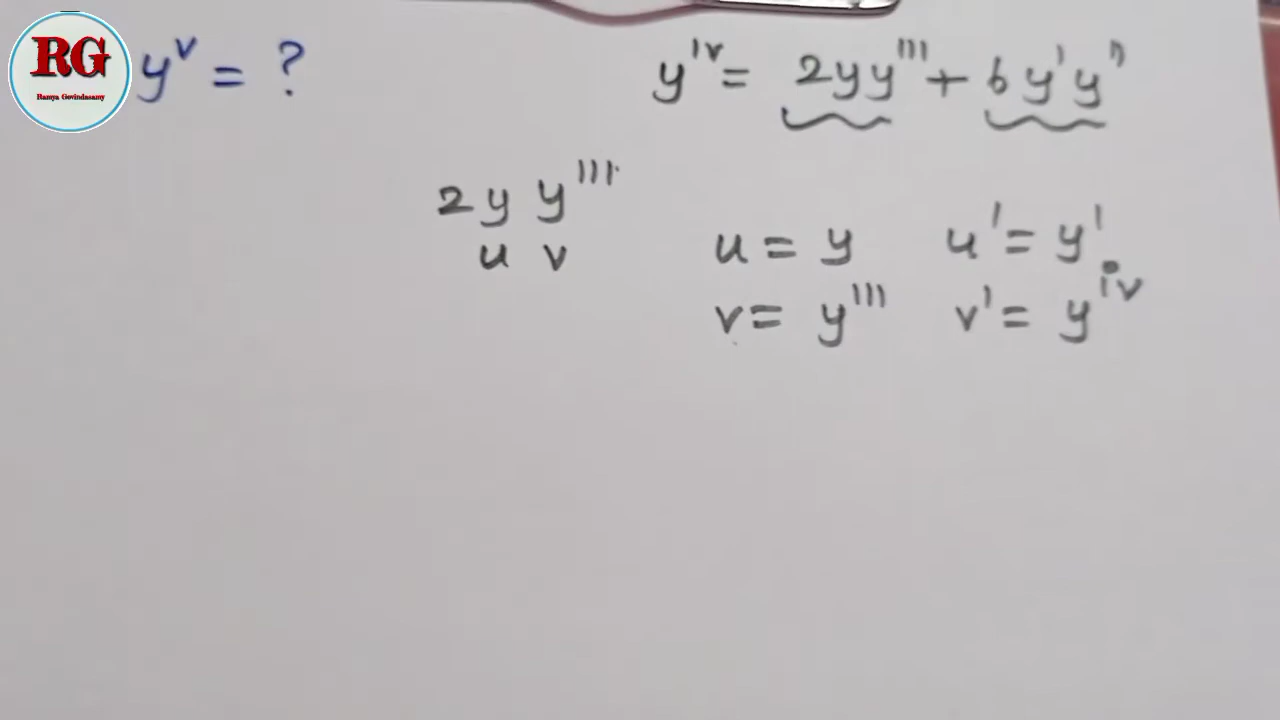 RG
Ramya Govindasamy
y^v = ?
y^iv = 2yy''' + 6y'y''
2y y'''
u v
u = y u' = y'
v = y''' v' = y^iv